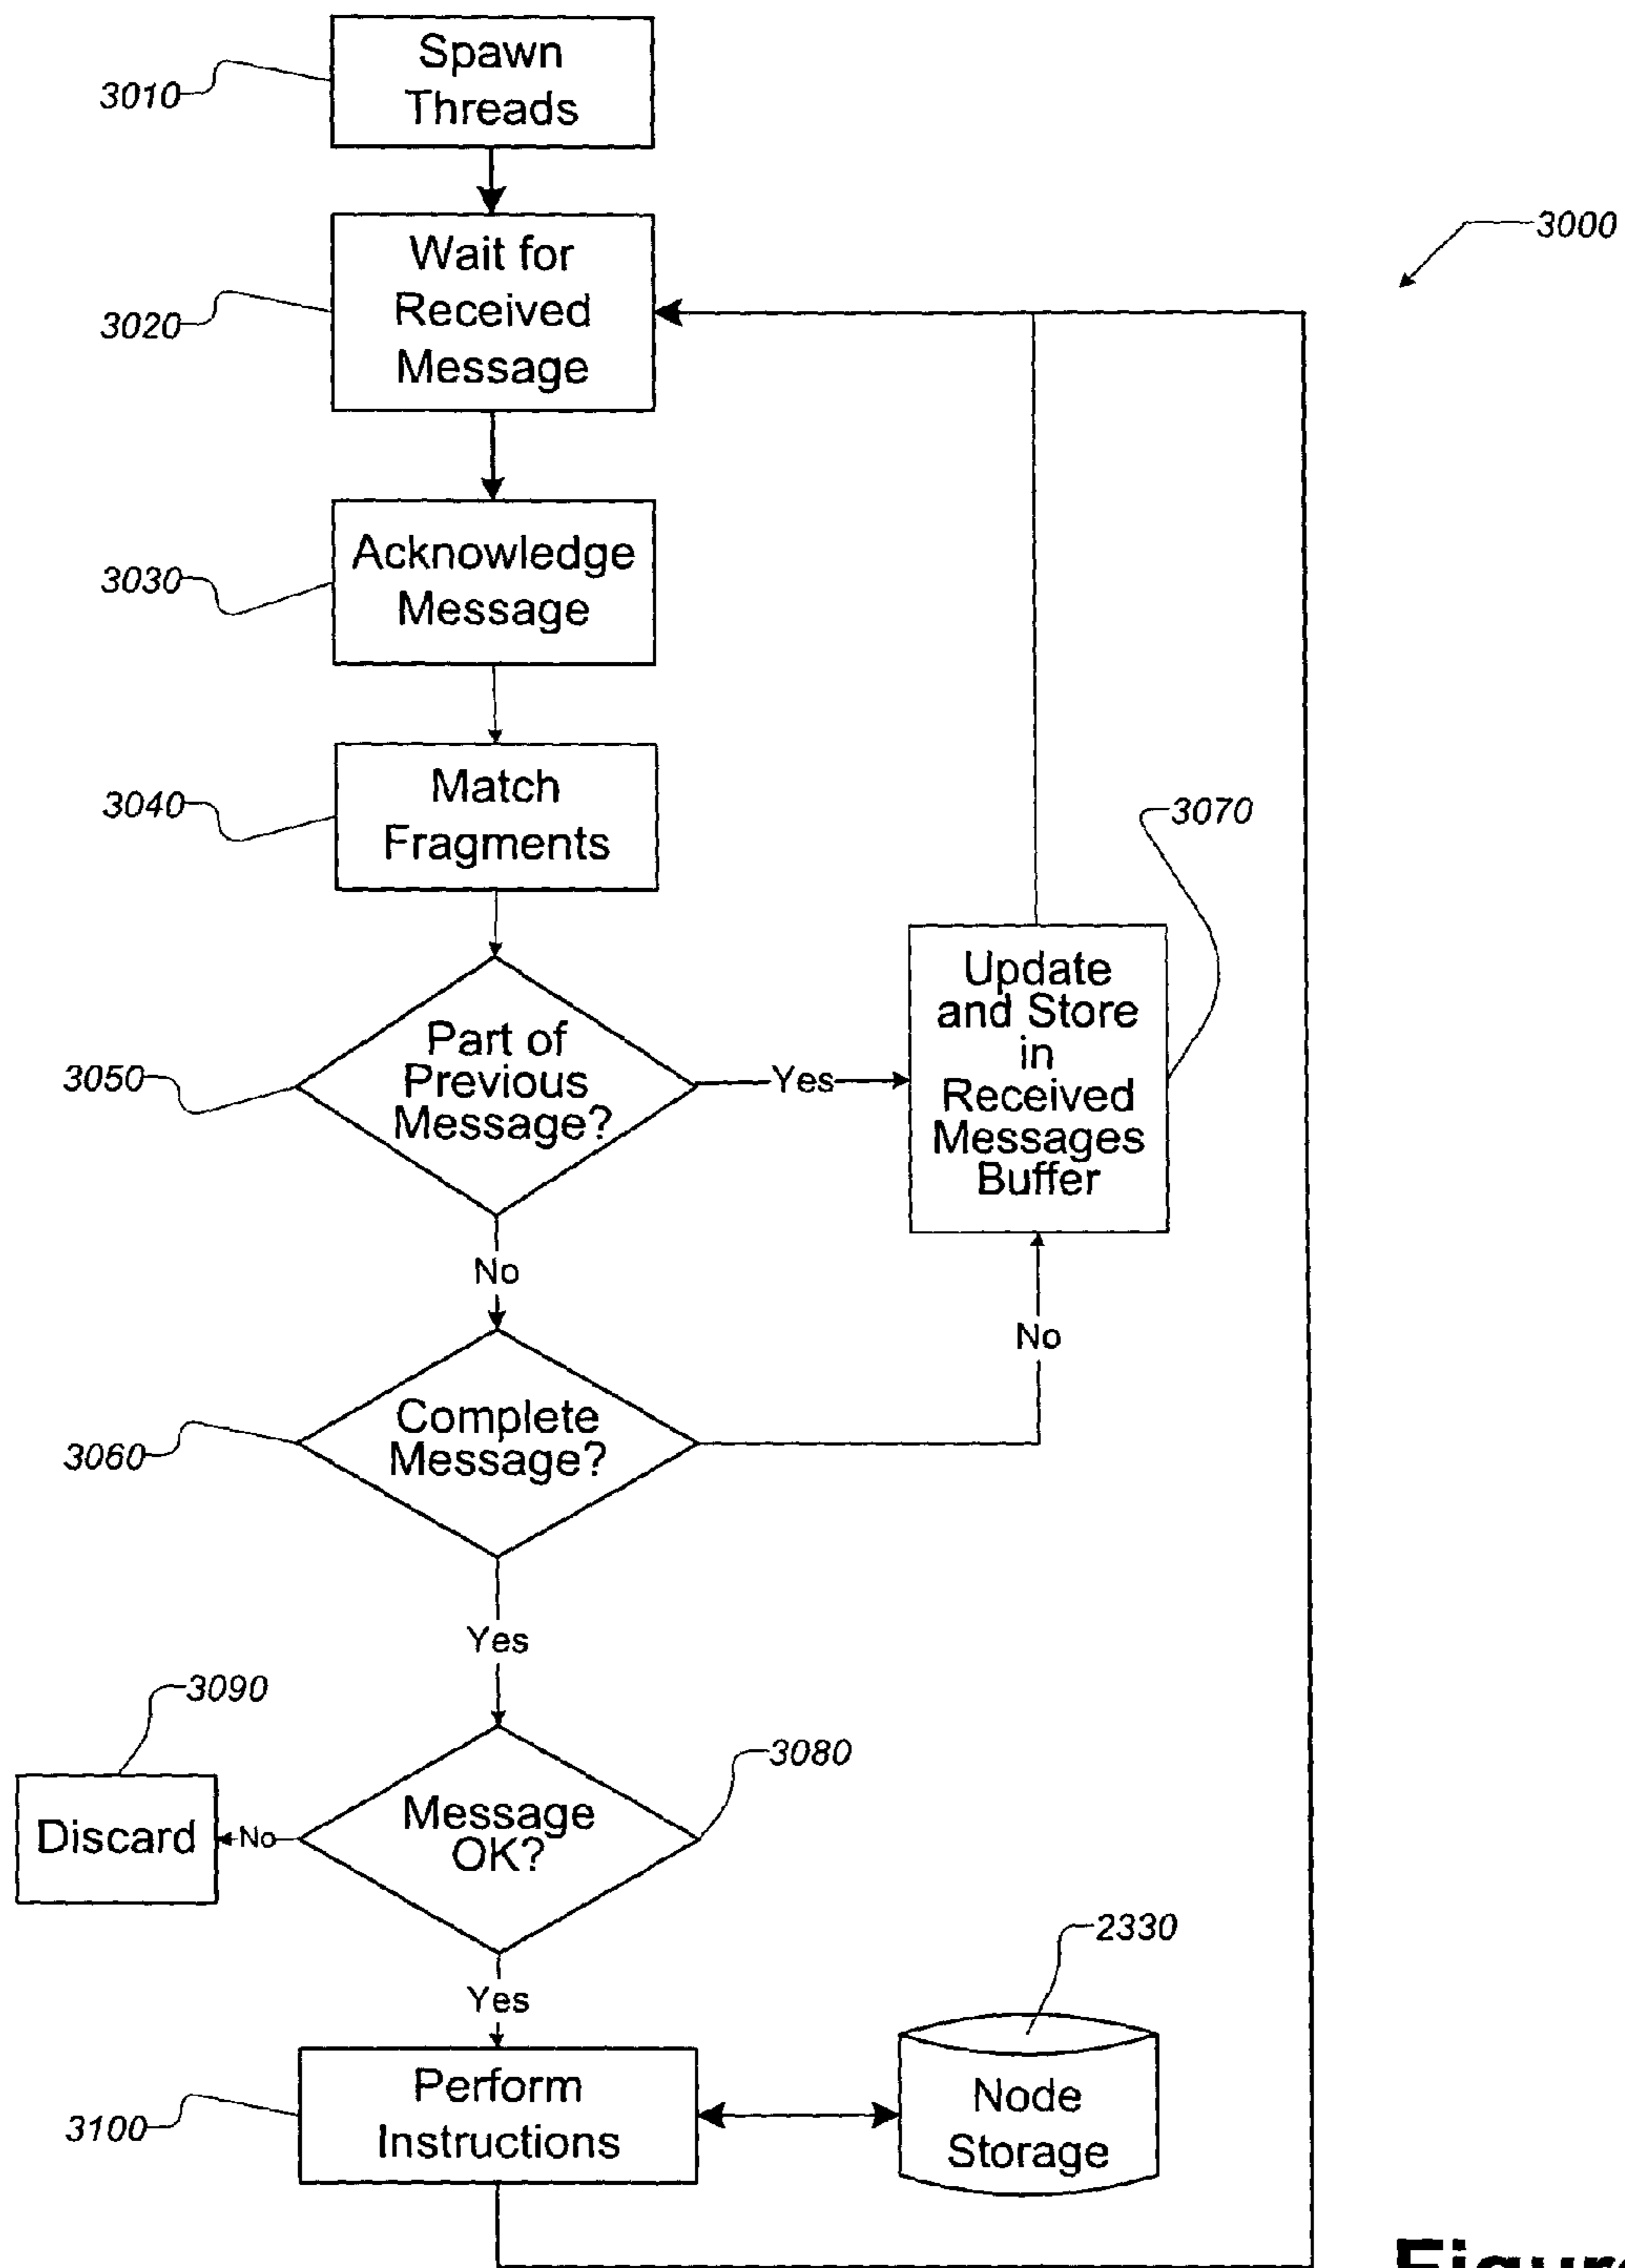 Spawn
Threads
3010
Wait for
Received
Message
3000
3020
Acknowledge
Message
3030
Match
Fragments
3040
3070
Update
and Store
in
Received
Messages
Buffer
Part of
Previous
Message?
3050
Yes
No
No
Complete
Message?
3060
Yes
3090
3080
Discard
No
Message
OK?
2330
Yes
Perform
Instructions
3100
Node
Storage
Figure